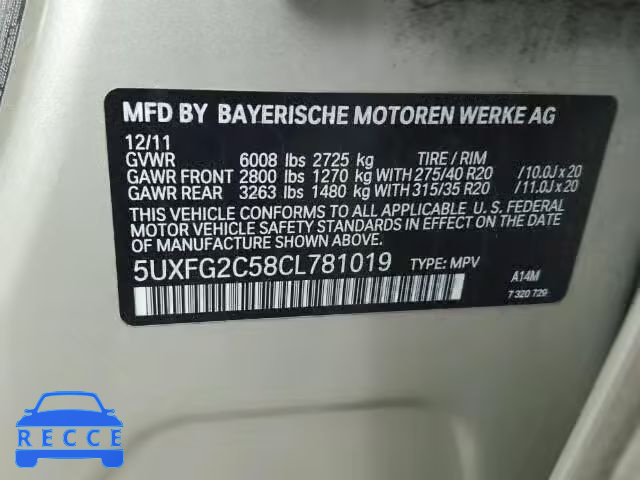 MFD BY BAYERISCHE MOTOREN WERKE AG
12/11
GVWR 6008 lbs 2725 kg TIRE / RIM
GAWR FRONT 2800 lbs 1270 kg WITH 275/40 R20 /10.0J x 20
GAWR REAR 3263 lbs 1480 kg WITH 315/35 R20 /11.0J x 20
THIS VEHICLE CONFORMS TO ALL APPLICABLE U. S. FEDERAL
MOTOR VEHICLE SAFETY STANDARDS IN EFFECT ON THE DATE
OF MANUFACTURE SHOWN ABOVE.
5UXFG2C58CL781019 TYPE: MPV
A14M
7 320 729
RECCE